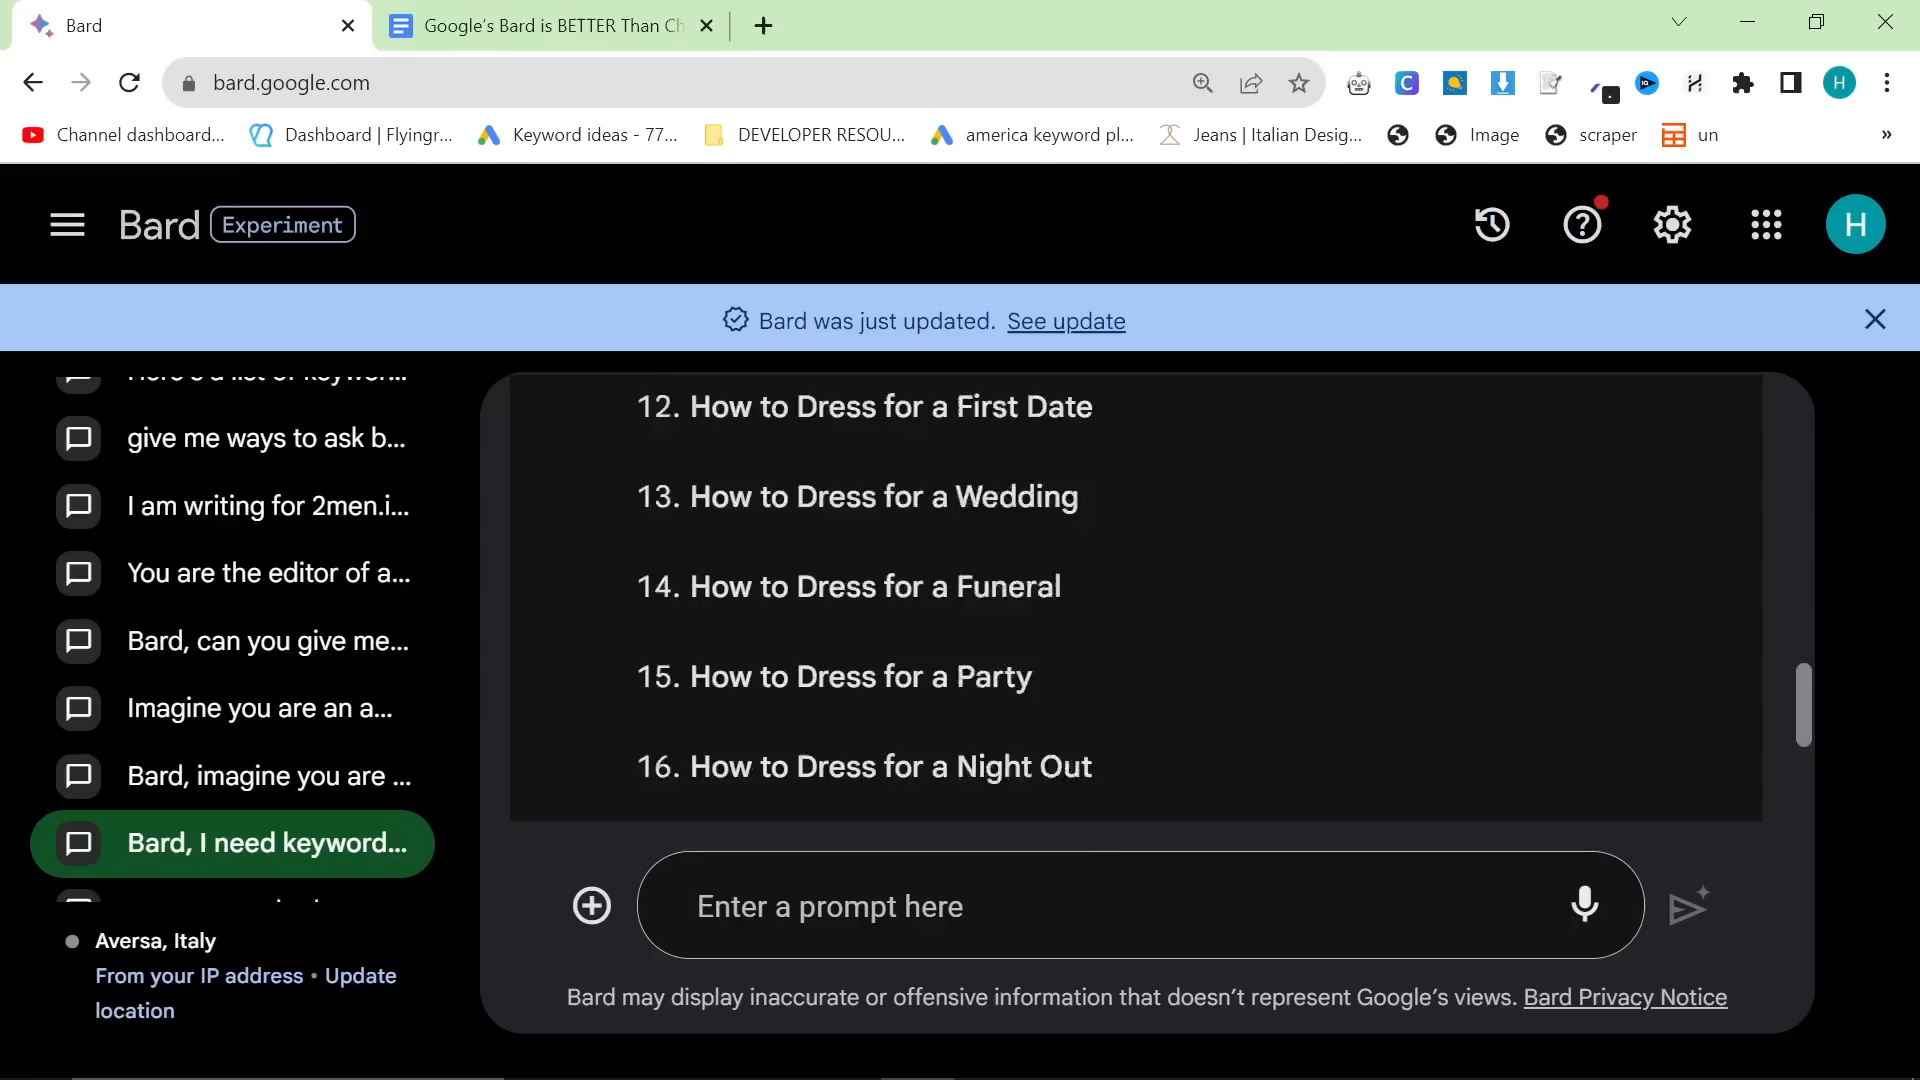 Bard
Google's Bard is BETTER Than Ch
bard.google.com
H
Channel dashboard...
Dashboard | Flyingr...
Keyword ideas - 77...
DEVELOPER RESOU...
america keyword pl...
Jeans | Italian Desig...
Image
scraper
un
»
Bard Experiment
H
Bard was just updated. See update
give me ways to ask b...
I am writing for 2men.i...
You are the editor of a...
Bard, can you give me...
Imagine you are an a...
Bard, imagine you are ...
Bard, I need keyword...
Aversa, Italy
From your IP address • Update
location
12. How to Dress for a First Date
13. How to Dress for a Wedding
14. How to Dress for a Funeral
15. How to Dress for a Party
16. How to Dress for a Night Out
Enter a prompt here
Bard may display inaccurate or offensive information that doesn't represent Google's views. Bard Privacy Notice